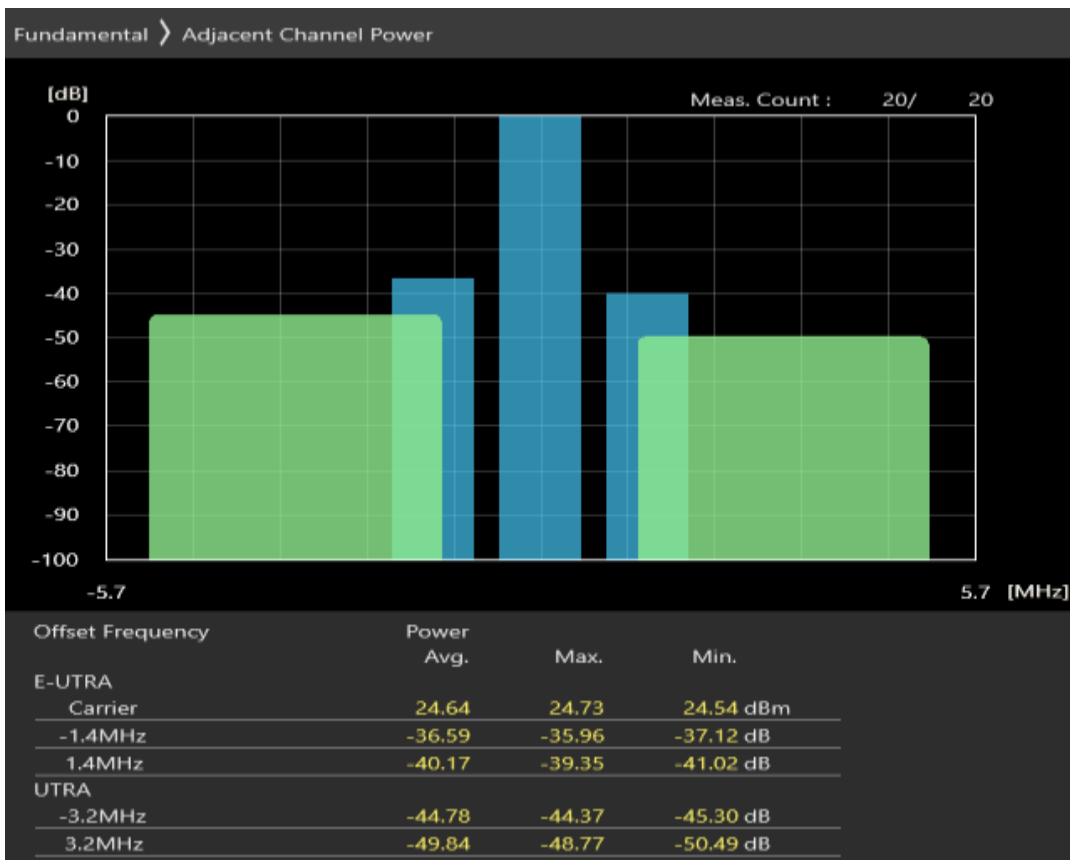 Fundamental 〉 Adjacent Channel Power
[dB]
Meas. Count : 20/ 20
0
-10
-20
-30
-40
-50
-60
-70
-80
-90
-100
-5.7 5.7 [MHz]
Offset Frequency Power
Avg. Max. Min.
E-UTRA
Carrier 24.64 24.73 24.54 dBm
-1.4MHz -36.59 -35.96 -37.12 dB
1.4MHz -40.17 -39.35 -41.02 dB
UTRA
-3.2MHz -44.78 -44.37 -45.30 dB
3.2MHz -49.84 -48.77 -50.49 dB